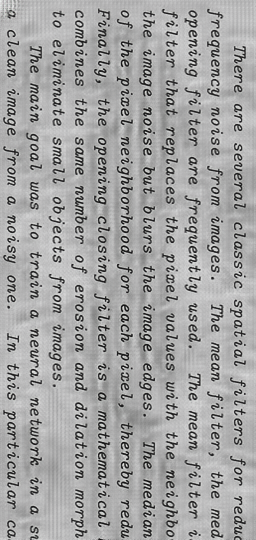 There are several classic spatial filters for reduc
frequency noise from images. The mean filter, the med
opening filter are frequently used. The mean filter i
filter that replaces the pixel values with the neighbo
the image noise but blurs the image edges. The median
of the pixel neighborhood for each pixel, thereby redu
Finally, the opening closing filter is a mathematical
combines the same number of erosion and dilation morph
to eliminate small objects from images.
The main goal was to train a neural network in a su
a clean image from a noisy one. In this particular ca